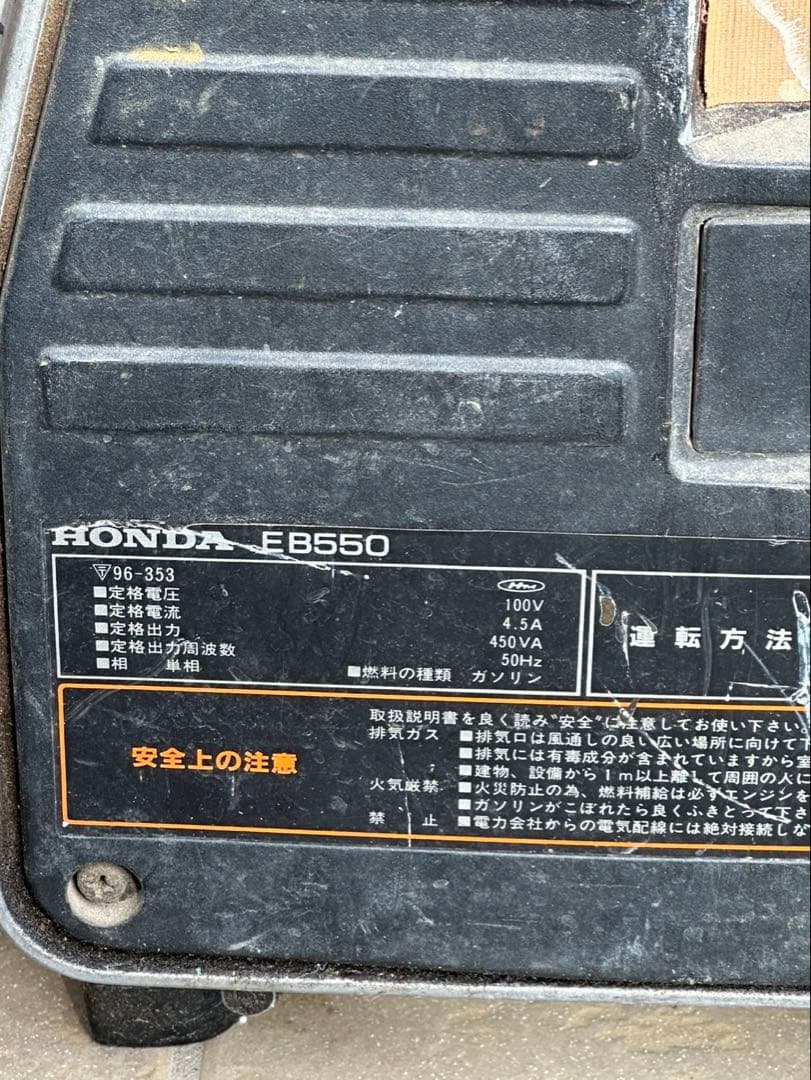 HONDA EB550
96-353
■定格電圧 100V
■定格電流 4.5A
■定格出力 450VA
■定格出力周波数 50Hz
■相 単相 ■燃料の種類 ガソリン
運転方法
安全上の注意
取扱説明書を良く読み"安全"に注意してお使い下さい。
排気ガス ■排気口は風通しの良い広い場所に向けて下
■排気には有毒成分が含まれていますから室
■建物、設備から1m以上離して周囲の人に
火気厳禁 ■火災防止の為、燃料補給は必ずエンジンを
■ガソリンがこぼれたら良くふきとって下さ
禁止 ■電力会社からの電気配線には絶対接続しな